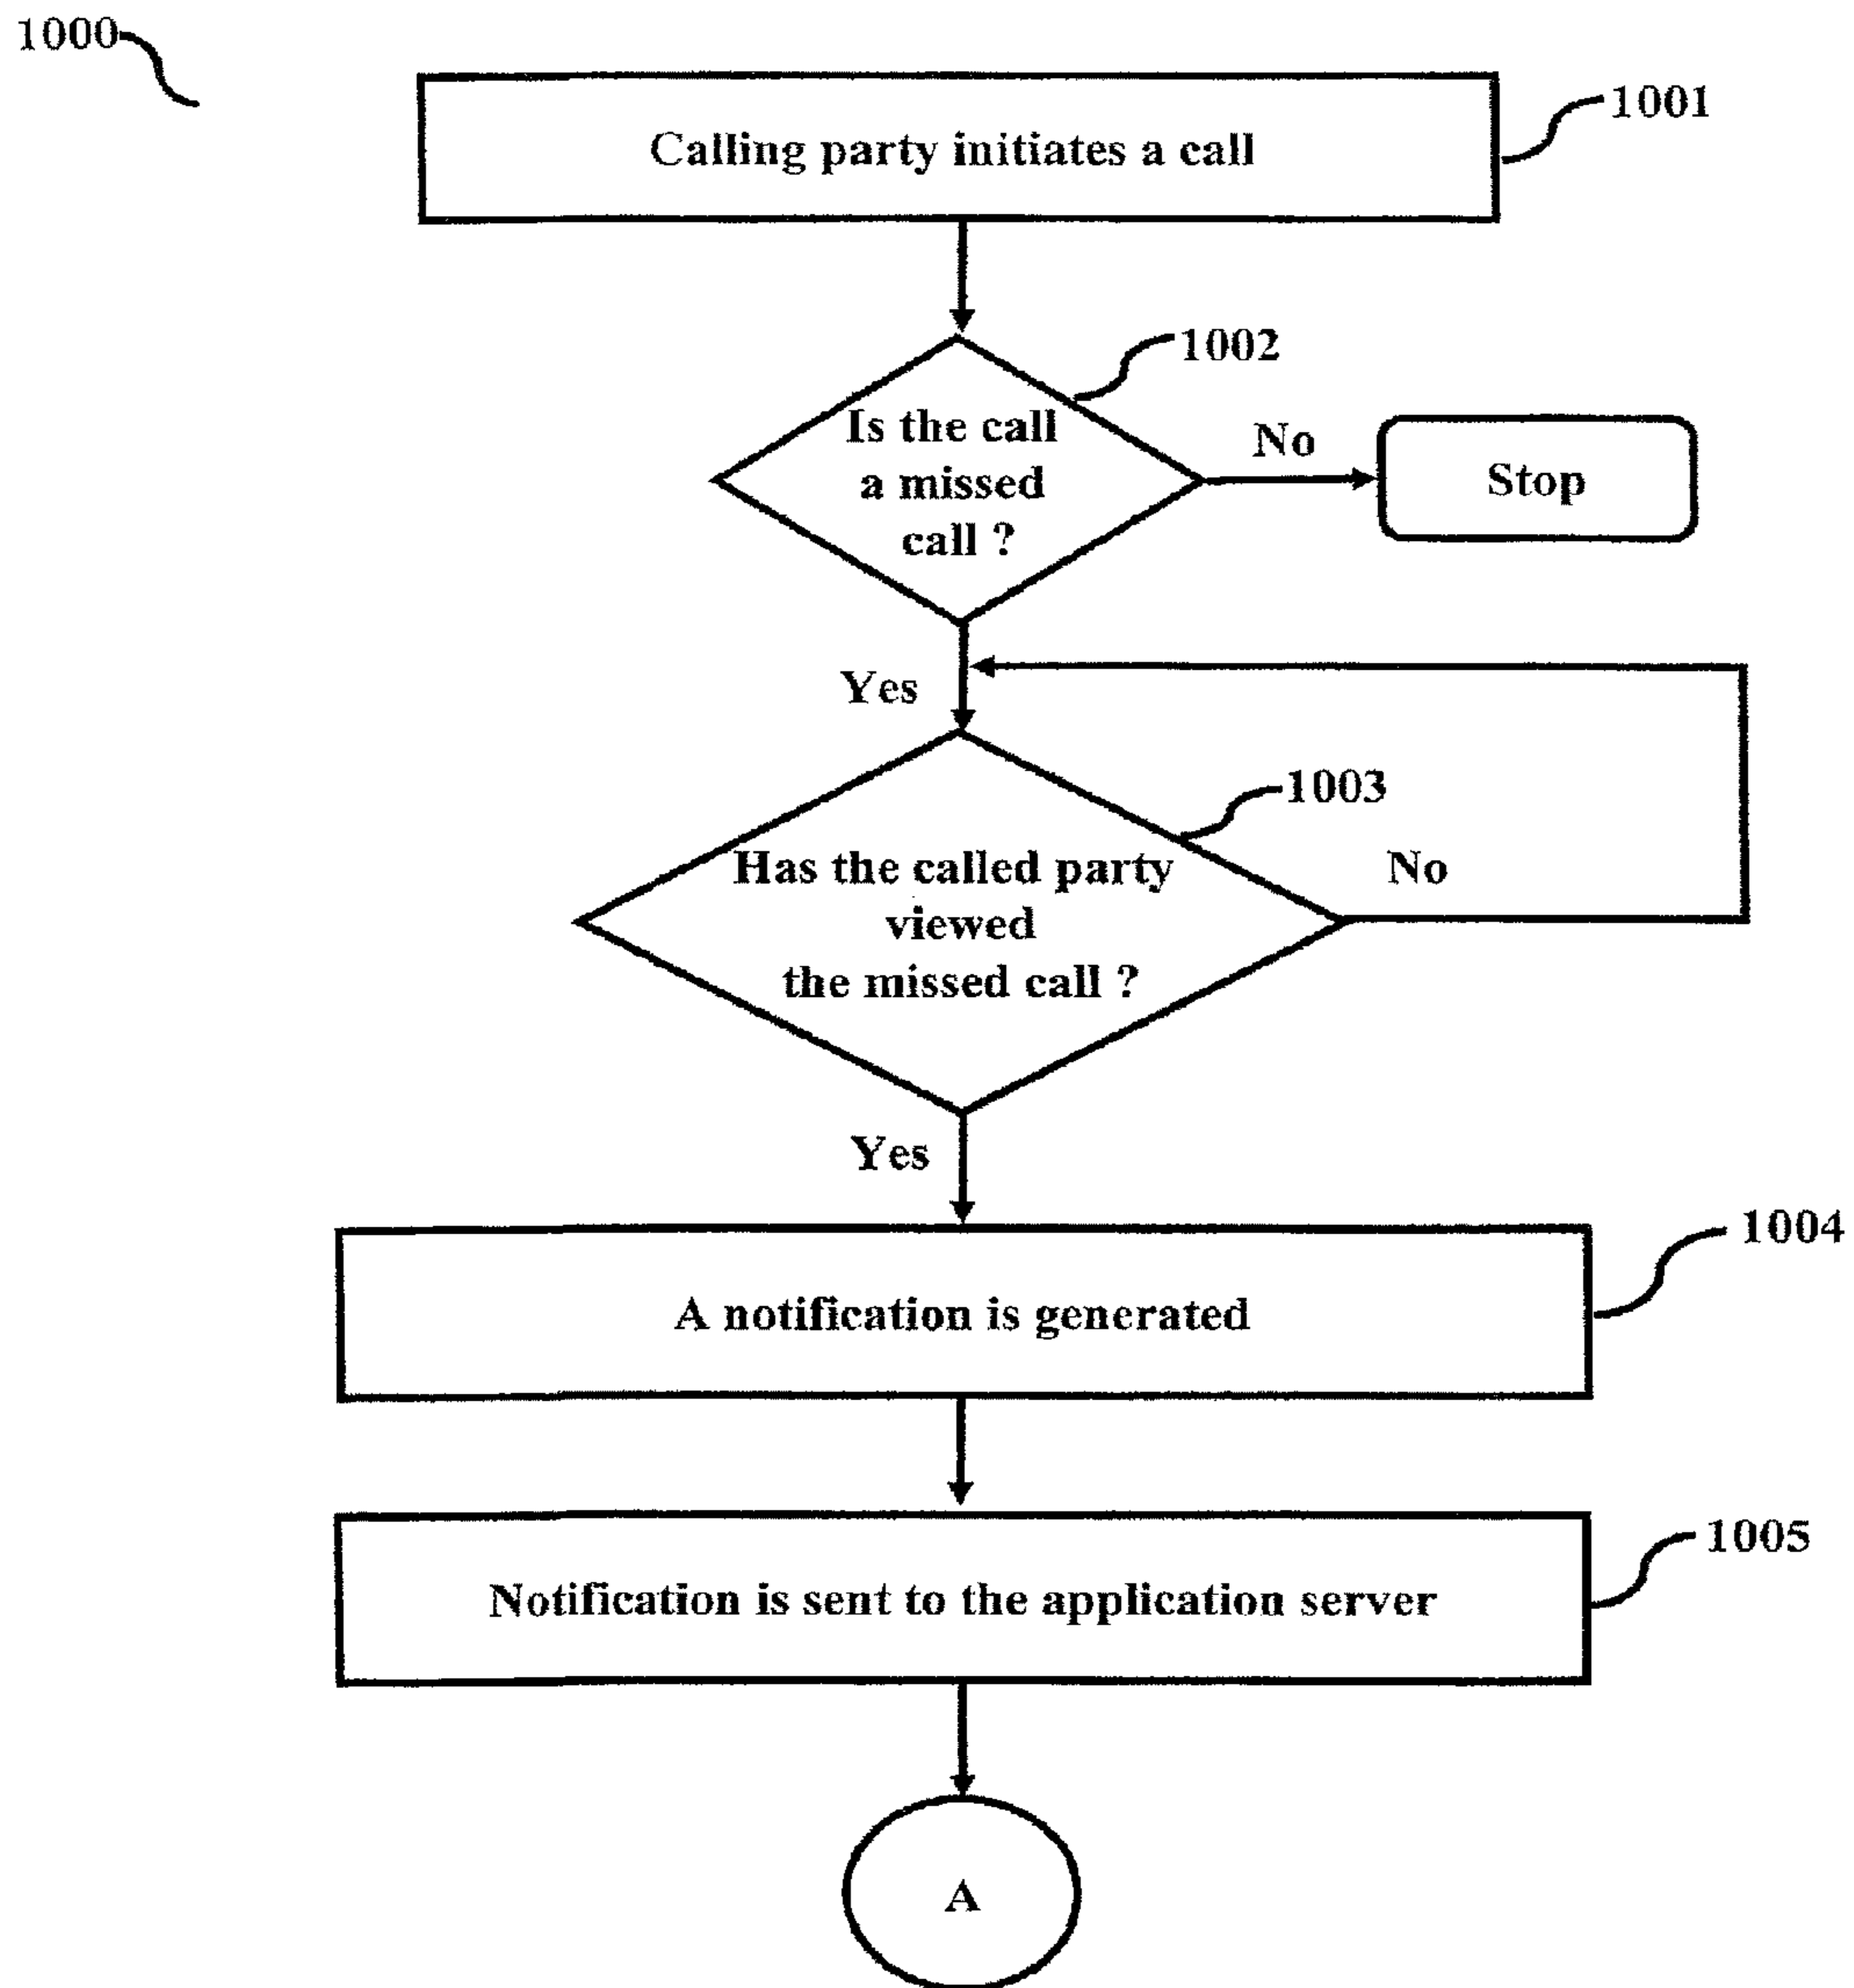 1000
Calling party initiates a call
1001
1002
Is the call
a missed
call ?
No
Stop
Yes
1003
Has the called party
viewed
the missed call ?
No
Yes
1004
A notification is generated
1005
Notification is sent to the application server
A